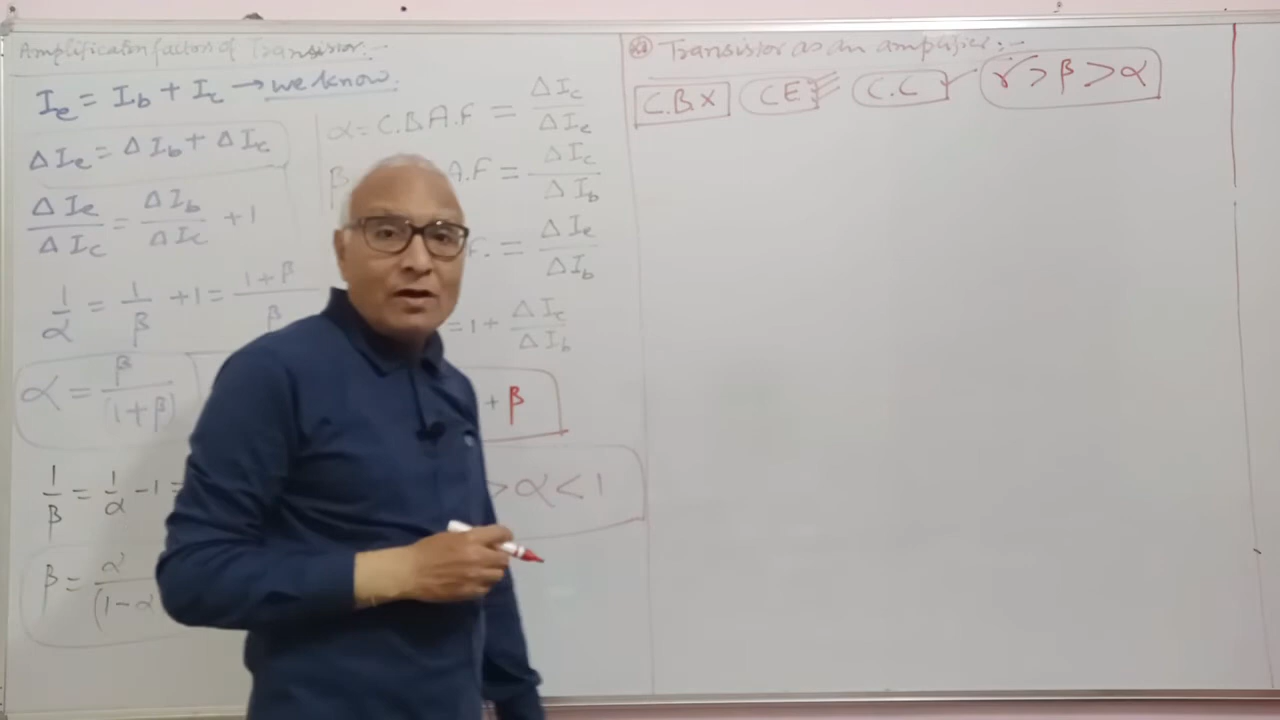 Amplification factors of Transistor:-
Ie = Ib + Ic → we know.
ΔIe = ΔIb + ΔIc
ΔIe/ΔIc = ΔIb/ΔIc + 1
1/α = 1/β + 1 = 1+β/β
α = β/(1+β)
1/β = 1/α - 1 =
β = α/(1-α
α = C.B A.F = ΔIc/ΔIe
β A.F = ΔIc/ΔIb
F. = ΔIe/ΔIb
= 1 + ΔIc/ΔIb
+ β
> α < 1
Transistor as an amplifier:-
C.B X CE C.C ✓ γ > β > α